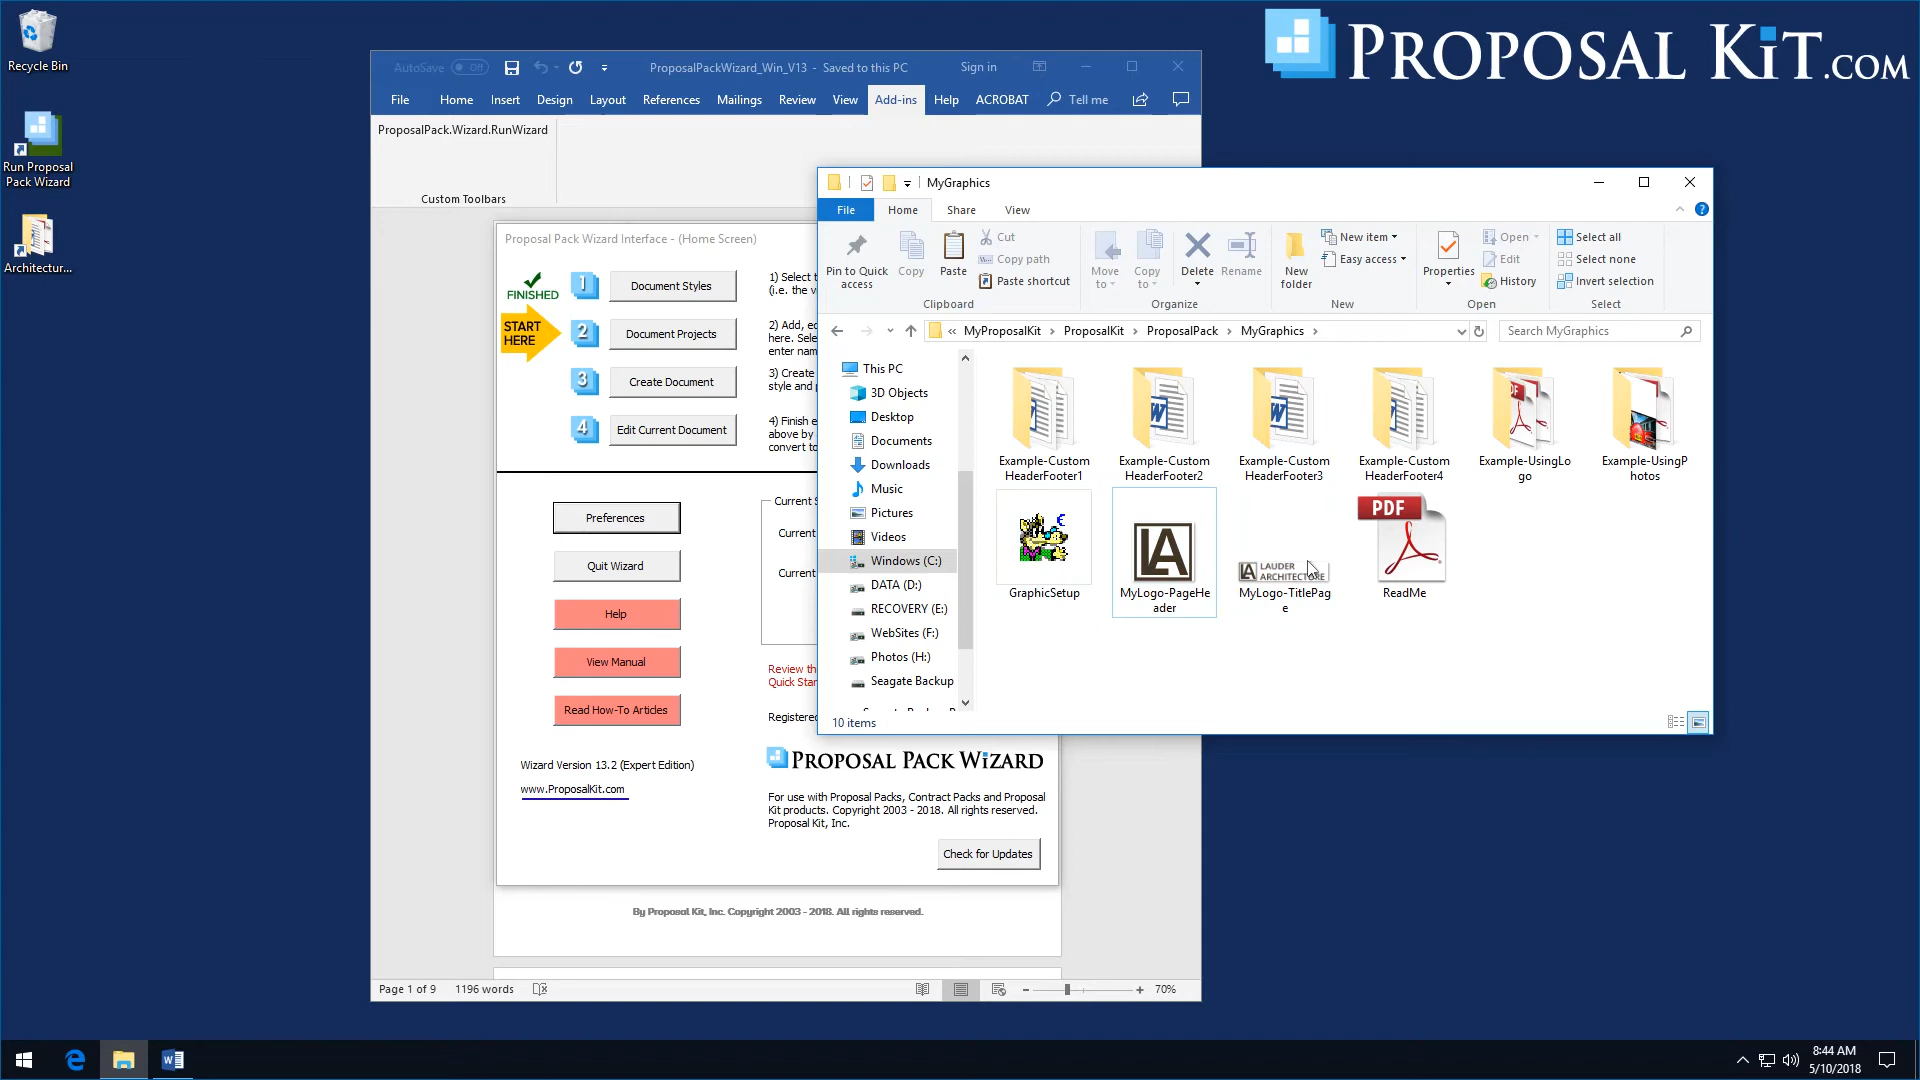 Recycle Bin
Run Proposal
Pack Wizard
Architectur...
PROPOSAL KIT.COM
AutoSave Off
ProposalPackWizard_Win_V13 - Saved to this PC
Sign in
File Home Insert Design Layout References Mailings Review View Add-ins Help ACROBAT Tell me
ProposalPack.Wizard.RunWizard
Custom Toolbars
Proposal Pack Wizard Interface - (Home Screen)
FINISHED
1
Document Styles
1) Select t
(i.e. the v
START
HERE
2
Document Projects
2) Add, ec
here. Sele
enter nam
3
Create Document
3) Create
style and p
4
Edit Current Document
4) Finish e
above by
convert to
Preferences
Quit Wizard
Help
View Manual
Read How-To Articles
Current S
Current
Current
Review th
Quick Star
Registered
Wizard Version 13.2 (Expert Edition)
www.ProposalKit.com
PROPOSAL PACK WIZARD
For use with Proposal Packs, Contract Packs and Proposal
Kit products. Copyright 2003 - 2018. All rights reserved.
Proposal Kit, Inc.
Check for Updates
By Proposal Kit, Inc. Copyright 2003 - 2018. All rights reserved.
Page 1 of 9 1196 words
70%
MyGraphics
File Home Share View
Pin to Quick
access
Copy
Paste
Cut
Copy path
Paste shortcut
Clipboard
Move
to
Copy
to
Delete
Rename
Organize
New
folder
New item
Easy access
New
Properties
Open
Edit
History
Open
Select all
Select none
Invert selection
Select
« MyProposalKit › ProposalKit › ProposalPack › MyGraphics ›
Search MyGraphics
This PC
3D Objects
Desktop
Documents
Downloads
Music
Pictures
Videos
Windows (C:)
DATA (D:)
RECOVERY (E:)
WebSites (F:)
Photos (H:)
Seagate Backup
Example-Custom
HeaderFooter1
Example-Custom
HeaderFooter2
Example-Custom
HeaderFooter3
Example-Custom
HeaderFooter4
Example-UsingLo
go
Example-UsingP
hotos
GraphicSetup
LA
MyLogo-PageHe
ader
LA LAUDER
ARCHITECTURE
MyLogo-TitlePag
e
PDF
ReadMe
10 items
8:44 AM
5/10/2018